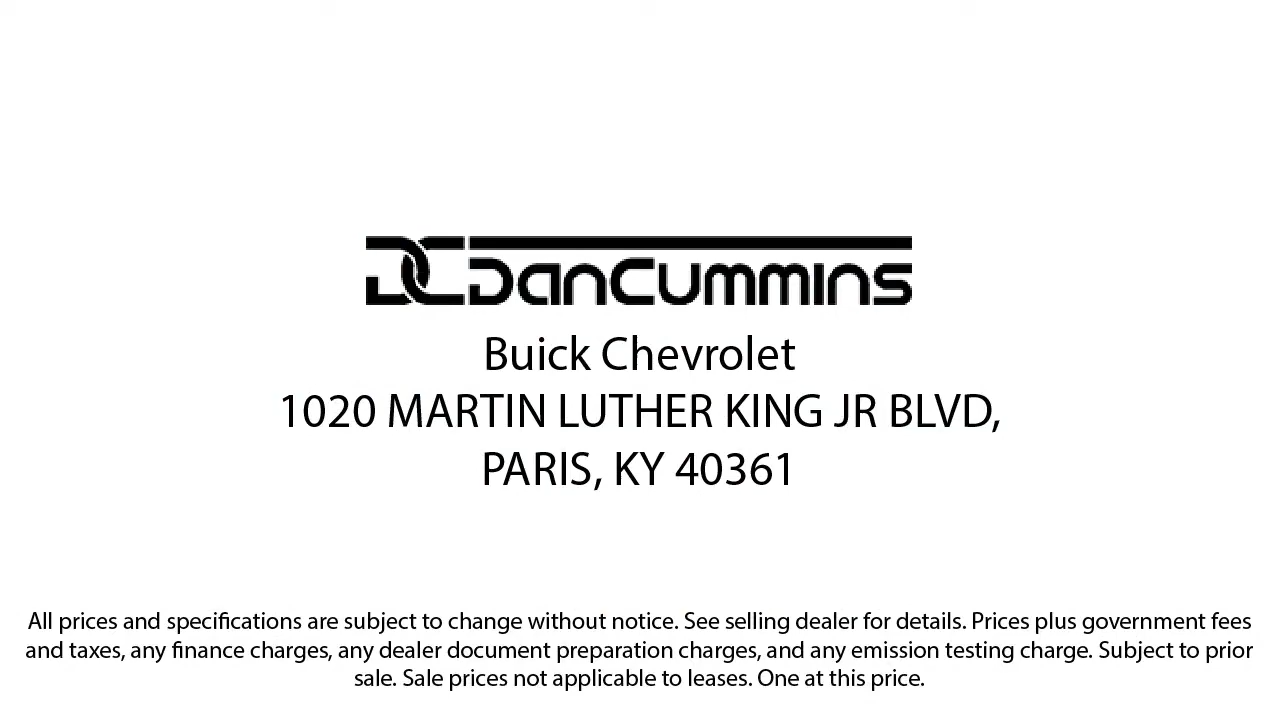 DC DanCummins
Buick Chevrolet
1020 MARTIN LUTHER KING JR BLVD,
PARIS, KY 40361
All prices and specifications are subject to change without notice. See selling dealer for details. Prices plus government fees
and taxes, any finance charges, any dealer document preparation charges, and any emission testing charge. Subject to prior
sale. Sale prices not applicable to leases. One at this price.